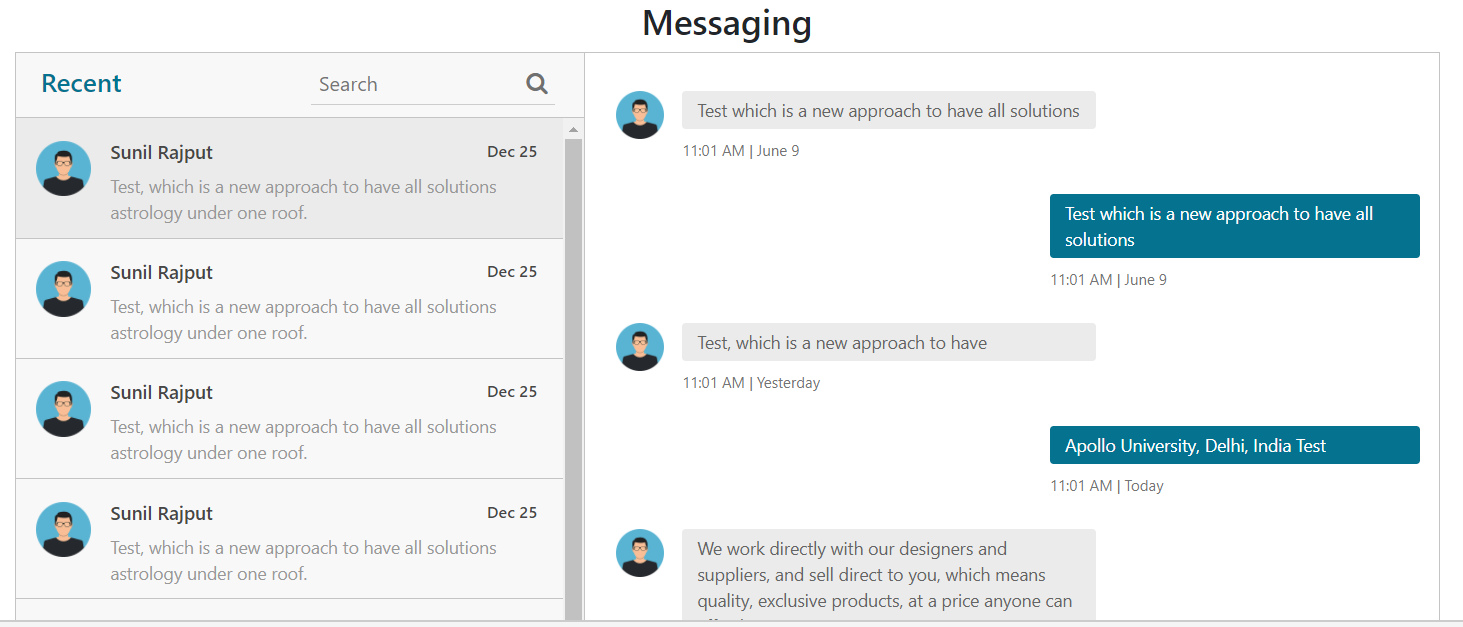 Messaging
Recent
Search
Sunil Rajput
Dec 25
Test, which is a new approach to have all solutions
astrology under one roof.
Sunil Rajput
Dec 25
Test, which is a new approach to have all solutions
astrology under one roof.
Sunil Rajput
Dec 25
Test, which is a new approach to have all solutions
astrology under one roof.
Sunil Rajput
Dec 25
Test, which is a new approach to have all solutions
astrology under one roof.
Test which is a new approach to have all solutions
11:01 AM | June 9
Test which is a new approach to have all
solutions
11:01 AM | June 9
Test, which is a new approach to have
11:01 AM | Yesterday
Apollo University, Delhi, India Test
11:01 AM | Today
We work directly with our designers and
suppliers, and sell direct to you, which means
quality, exclusive products, at a price anyone can